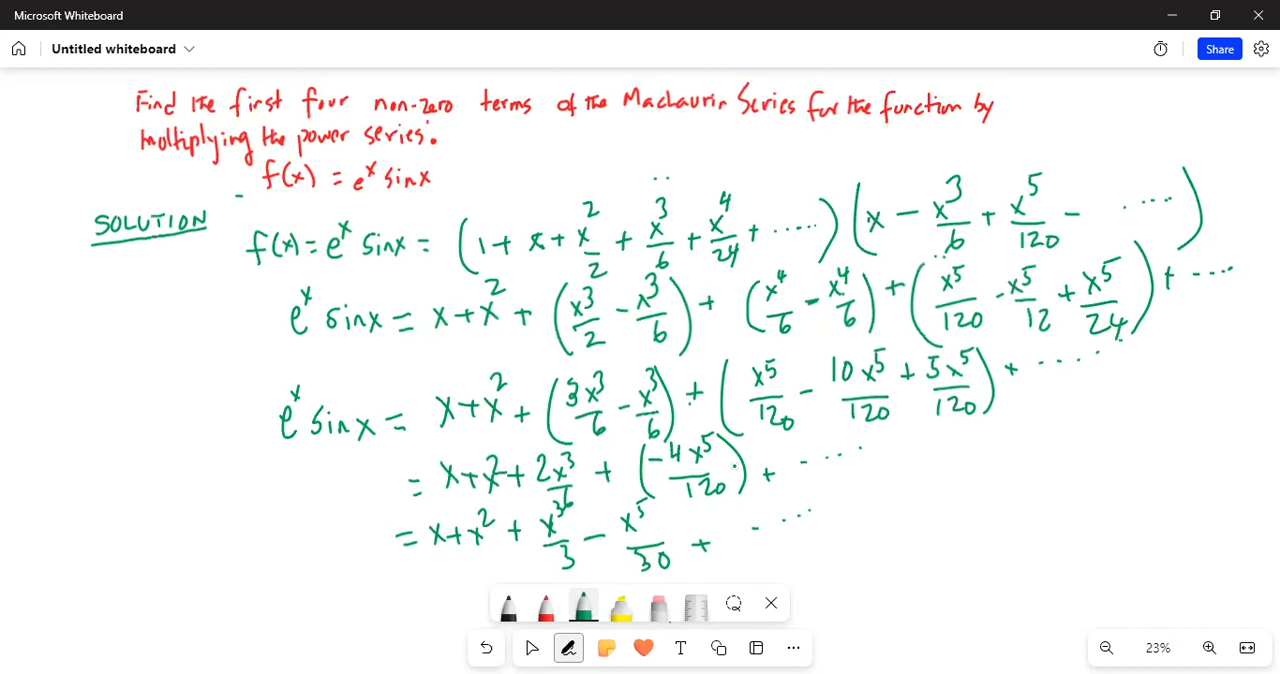 Microsoft Whiteboard
Untitled whiteboard
Share
Find the first four non-zero terms of the Maclaurin Series for the function by
multiplying the power series:
f(x) = e^x sinx
SOLUTION
f(x) = e^x sinx = (1 + x + x^2/2 + x^3/6 + x^4/24 + .....) (x - x^3/6 + x^5/120 - .....)
e^x sinx = x + x^2 + (x^3/2 - x^3/6) + (x^4/6 - x^4/6) + (x^5/120 - x^5/12 + x^5/24) + ....
e^x sinx = x + x^2 + (3x^3/6 - x^3/6) + (x^5/120 - 10x^5/120 + 5x^5/120) + .....
= x + x^2 + 2x^3/6 + (-4x^5/120) + ....
= x + x^2 + x^3/3 - x^5/30 + ....
T
23%